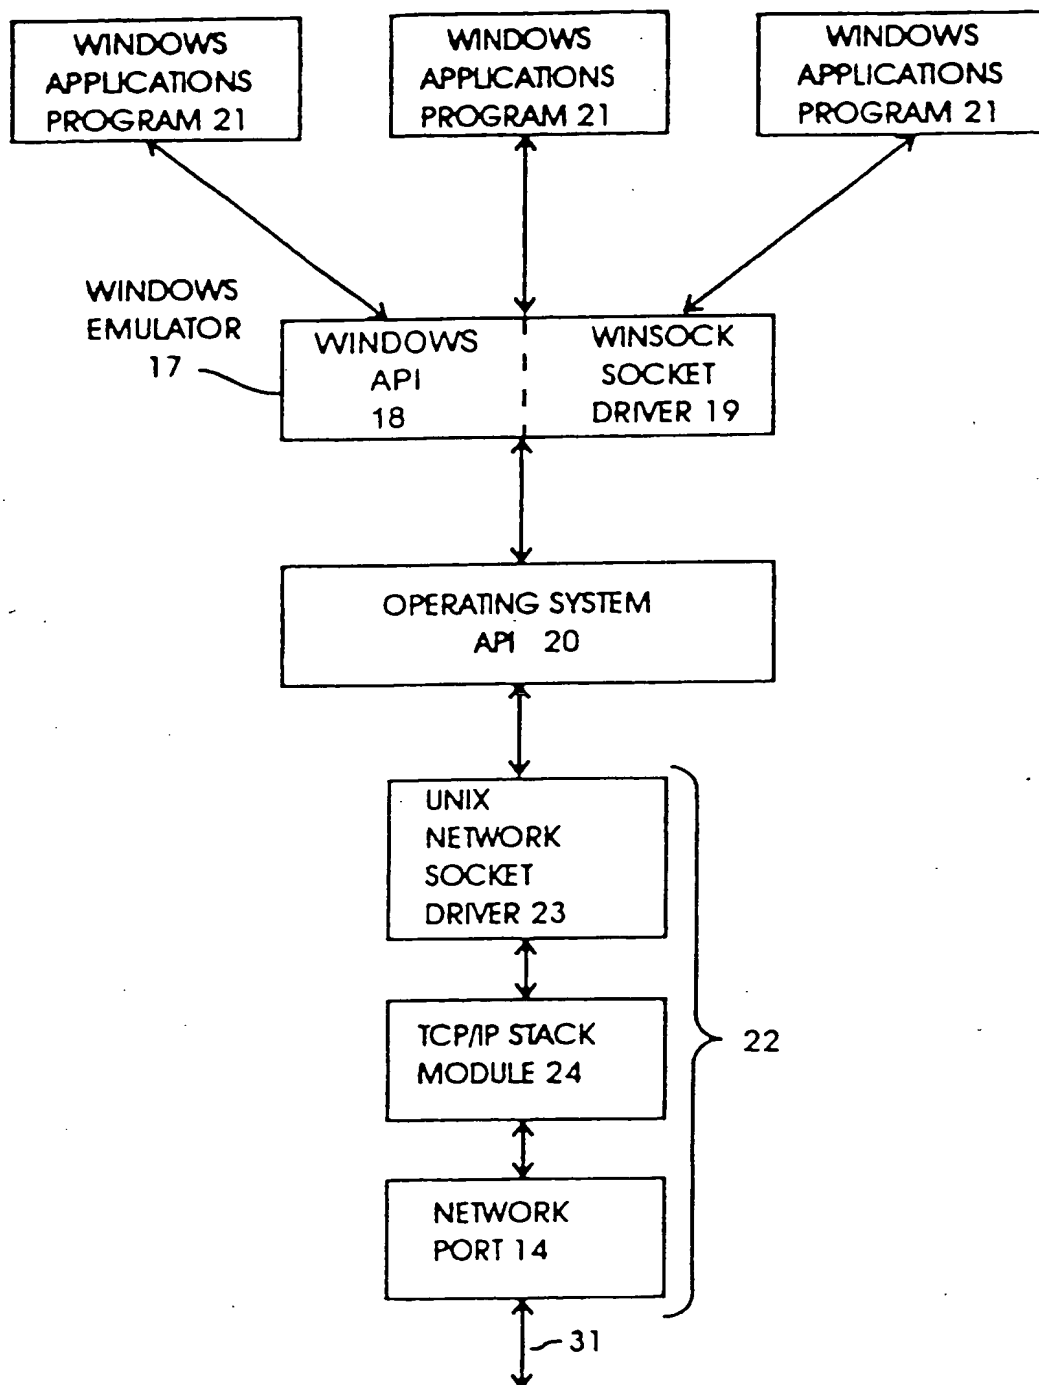 WINDOWS
APPLICATIONS
PROGRAM 21
WINDOWS
APPLICATIONS
PROGRAM 21
WINDOWS
APPLICATIONS
PROGRAM 21
WINDOWS
EMULATOR
17
WINDOWS
API
18
WINSOCK
SOCKET
DRIVER 19
OPERATING SYSTEM
API 20
UNIX
NETWORK
SOCKET
DRIVER 23
TCP/IP STACK
MODULE 24
NETWORK
PORT 14
22
31